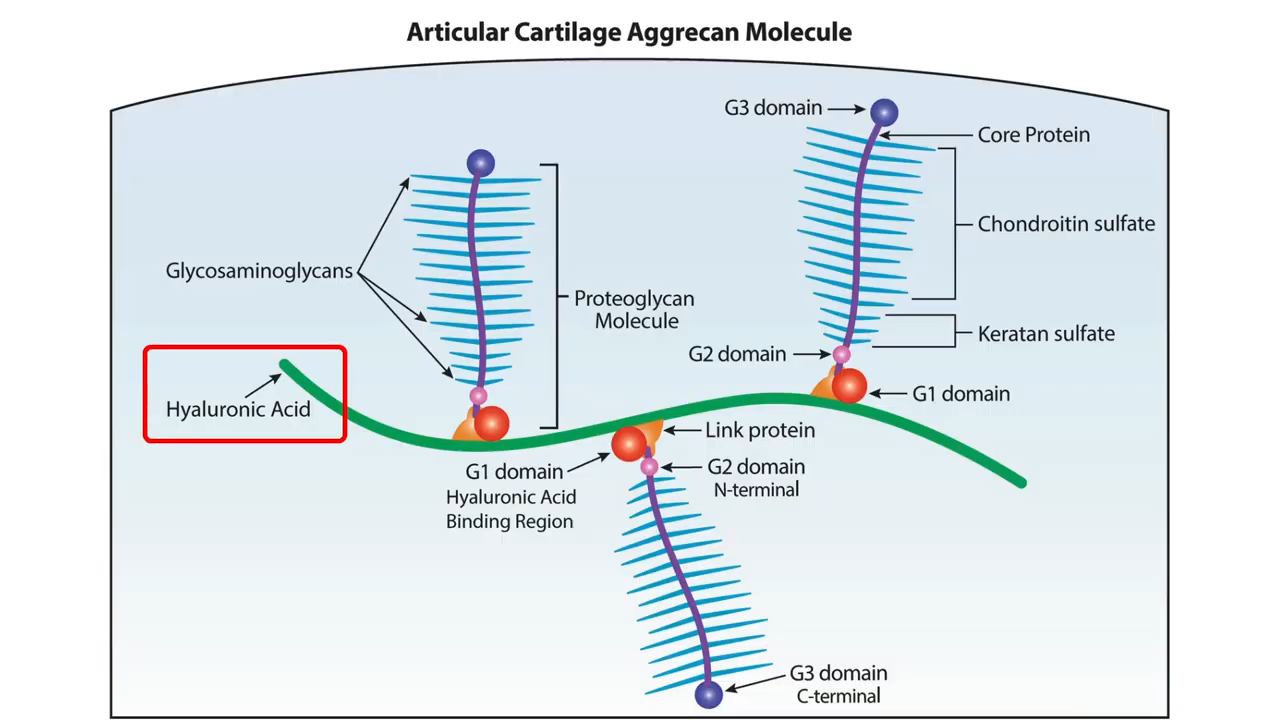 Articular Cartilage Aggrecan Molecule
G3 domain
Core Protein
Chondroitin sulfate
Glycosaminoglycans
Proteoglycan
Molecule
Keratan sulfate
G2 domain
G1 domain
Hyaluronic Acid
Link protein
G1 domain
Hyaluronic Acid
Binding Region
G2 domain
N-terminal
G3 domain
C-terminal